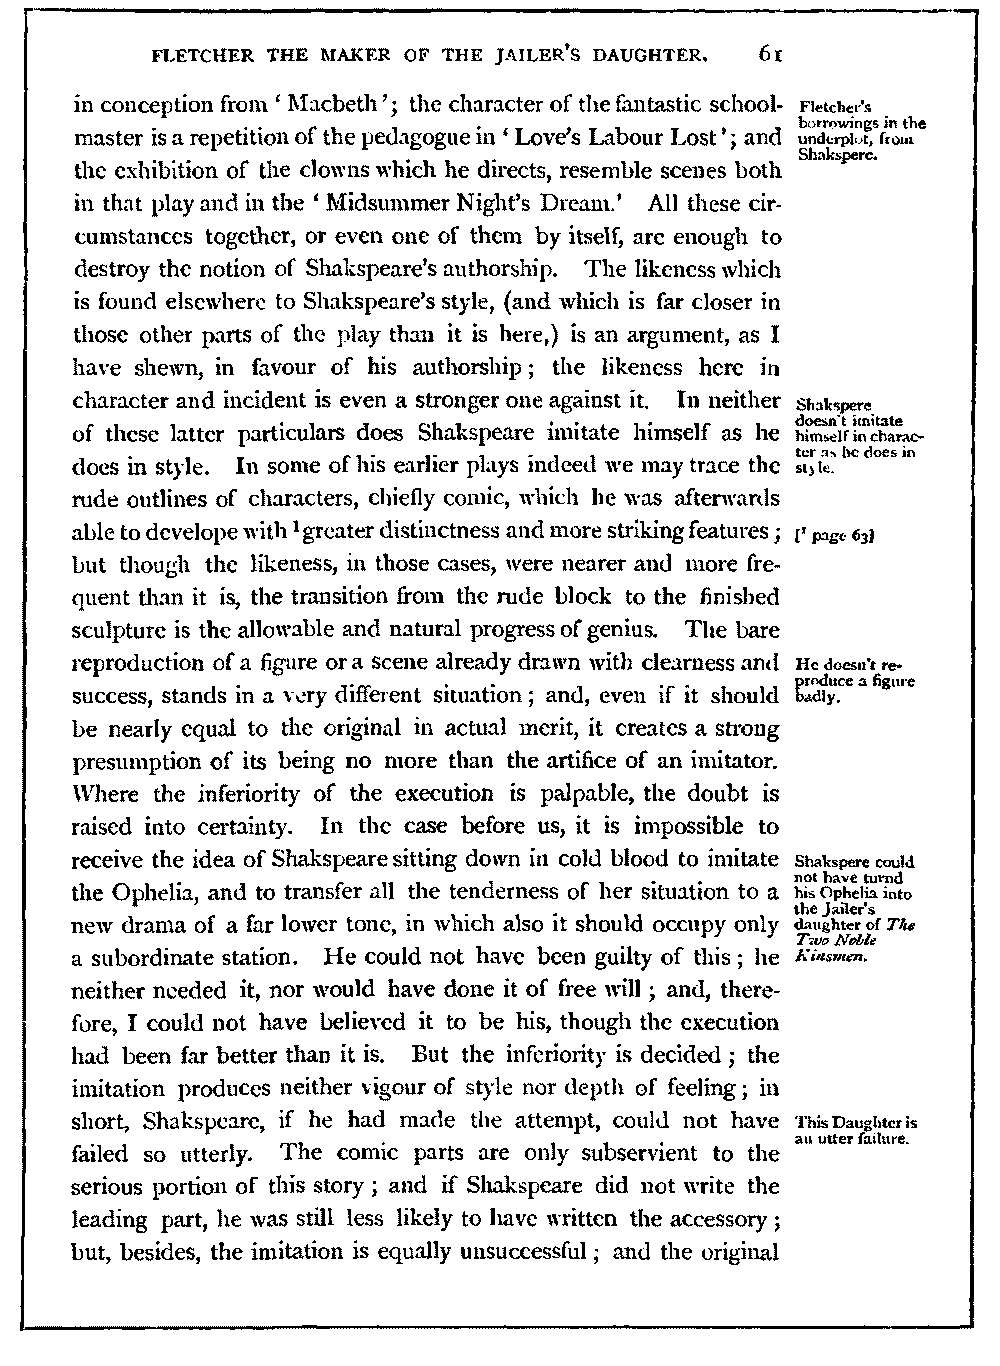 FLETCHER THE MAKER OF THE JAILER'S DAUGHTER. 61
in conception from ‘ Macbeth’; the character of the fantastic school-
master is a repetition of the pedagogue in ‘ Love's Labour Lost’; and
the exhibition of the clowns which he directs, resemble scenes both
in that play and in the ‘ Midsummer Night's Dream.’ All these cir-
cumstances together, or even one of them by itself, are enough to
destroy the notion of Shakspeare's authorship. The likeness which
is found elsewhere to Shakspeare's style, (and which is far closer in
those other parts of the play than it is here,) is an argument, as I
have shewn, in favour of his authorship; the likeness here in
character and incident is even a stronger one against it. In neither
of these latter particulars does Shakspeare imitate himself as he
does in style. In some of his earlier plays indeed we may trace the
rude outlines of characters, chiefly comic, which he was afterwards
able to develope with ¹greater distinctness and more striking features;
but though the likeness, in those cases, were nearer and more fre-
quent than it is, the transition from the rude block to the finished
sculpture is the allowable and natural progress of genius. The bare
reproduction of a figure or a scene already drawn with clearness and
success, stands in a very different situation; and, even if it should
be nearly equal to the original in actual merit, it creates a strong
presumption of its being no more than the artifice of an imitator.
Where the inferiority of the execution is palpable, the doubt is
raised into certainty. In the case before us, it is impossible to
receive the idea of Shakspeare sitting down in cold blood to imitate
the Ophelia, and to transfer all the tenderness of her situation to a
new drama of a far lower tone, in which also it should occupy only
a subordinate station. He could not have been guilty of this; he
neither needed it, nor would have done it of free will; and, there-
fore, I could not have believed it to be his, though the execution
had been far better than it is. But the inferiority is decided; the
imitation produces neither vigour of style nor depth of feeling; in
short, Shakspeare, if he had made the attempt, could not have
failed so utterly. The comic parts are only subservient to the
serious portion of this story; and if Shakspeare did not write the
leading part, he was still less likely to have written the accessory;
but, besides, the imitation is equally unsuccessful; and the original
Fletcher's
borrowings in the
underplot, from
Shakspere.
Shakspere
doesn't imitate
himself in charac-
ter as he does in
style.
[¹ page 63]
He doesn't re-
produce a figure
badly.
Shakspere could
not have turnd
his Ophelia into
the Jailer's
daughter of The
Two Noble
Kinsmen.
This Daughter is
an utter failure.